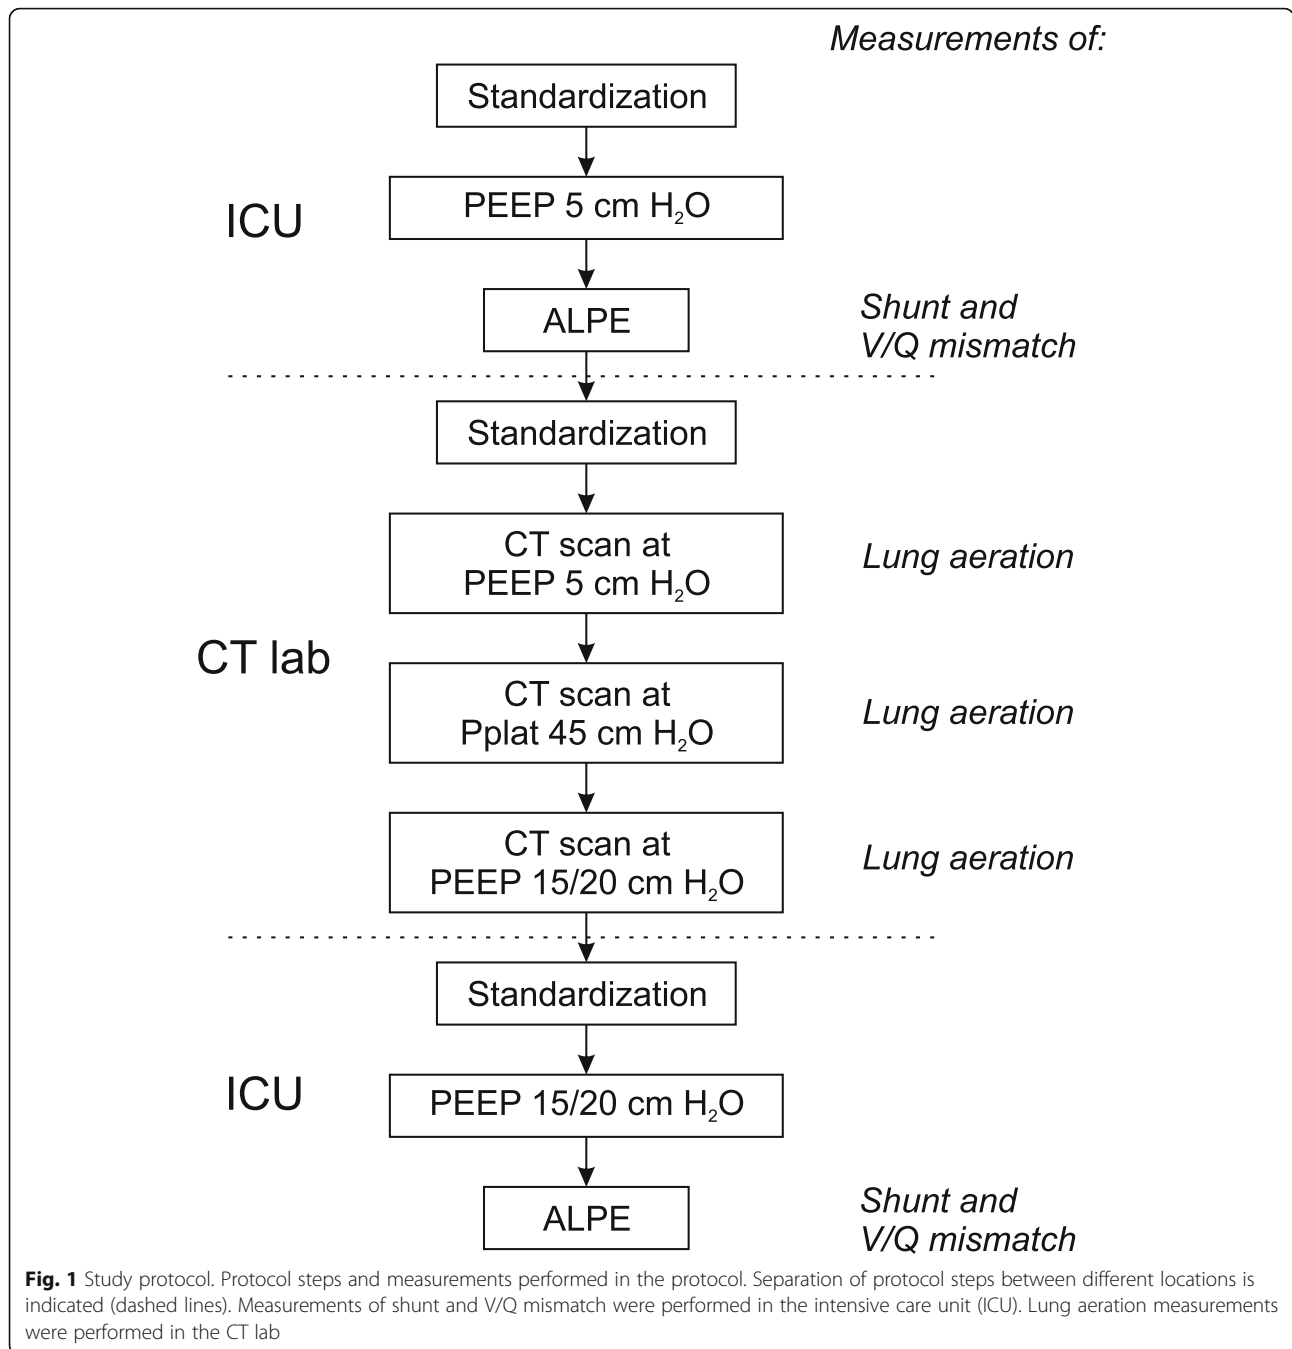 Measurements of:
Standardization
ICU
PEEP 5 cm H₂O
ALPE
Shunt and
V/Q mismatch
Standardization
CT scan at
PEEP 5 cm H₂O
Lung aeration
CT lab
CT scan at
Pplat 45 cm H₂O
Lung aeration
CT scan at
PEEP 15/20 cm H₂O
Lung aeration
Standardization
ICU
PEEP 15/20 cm H₂O
ALPE
Shunt and
V/Q mismatch
Fig. 1 Study protocol. Protocol steps and measurements performed in the protocol. Separation of protocol steps between different locations is
indicated (dashed lines). Measurements of shunt and V/Q mismatch were performed in the intensive care unit (ICU). Lung aeration measurements
were performed in the CT lab